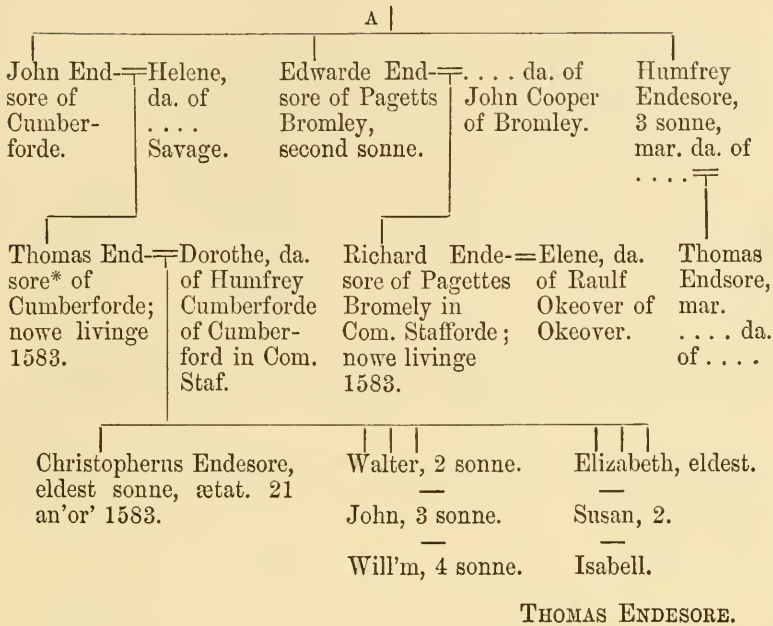 A
John End-
sore of
Cumber-
forde.
Helene,
da. of
. . . .
Savage.
Edwarde End-
sore of Pagetts
Bromley,
second sonne.
. . . . da. of
John Cooper
of Bromley.
Humfrey
Endesore,
3 sonne,
mar. da. of
. . . .
Thomas End-
sore* of
Cumberforde;
nowe livinge
1583.
Dorothe, da.
of Humfrey
Cumberforde
of Cumber-
ford in Com.
Staf.
Richard Ende-
sore of Pagettes
Bromely in
Com. Stafforde;
nowe livinge
1583.
Elene, da.
of Raulf
Okeover of
Okeover.
Thomas
Endsore,
mar.
. . . . da.
of . . . .
Christopherus Endesore,
eldest sonne, ætat. 21
an'or' 1583.
Walter, 2 sonne.
—
John, 3 sonne.
—
Will'm, 4 sonne.
Elizabeth, eldest.
—
Susan, 2.
—
Isabell.
THOMAS ENDESORE.